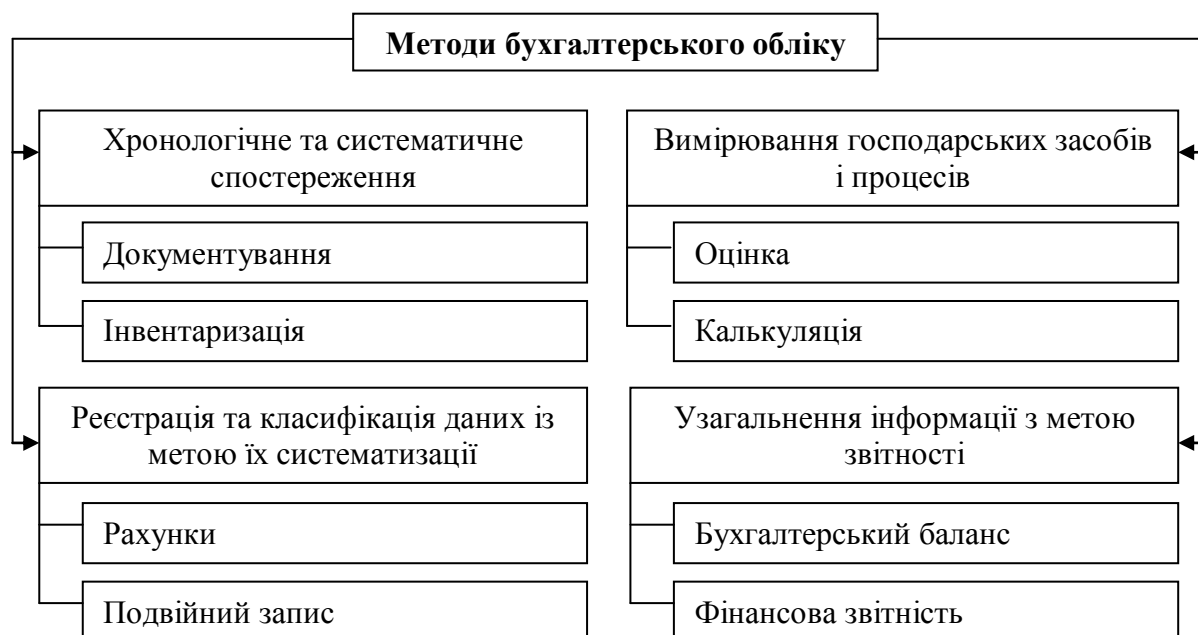 Методи бухгалтерського обліку
Хронологічне та систематичне
спостереження
Документування
Інвентаризація
Вимірювання господарських засобів
і процесів
Оцінка
Калькуляція
Реєстрація та класифікація даних із
метою їх систематизації
Рахунки
Подвійний запис
Узагальнення інформації з метою
звітності
Бухгалтерський баланс
Фінансова звітність